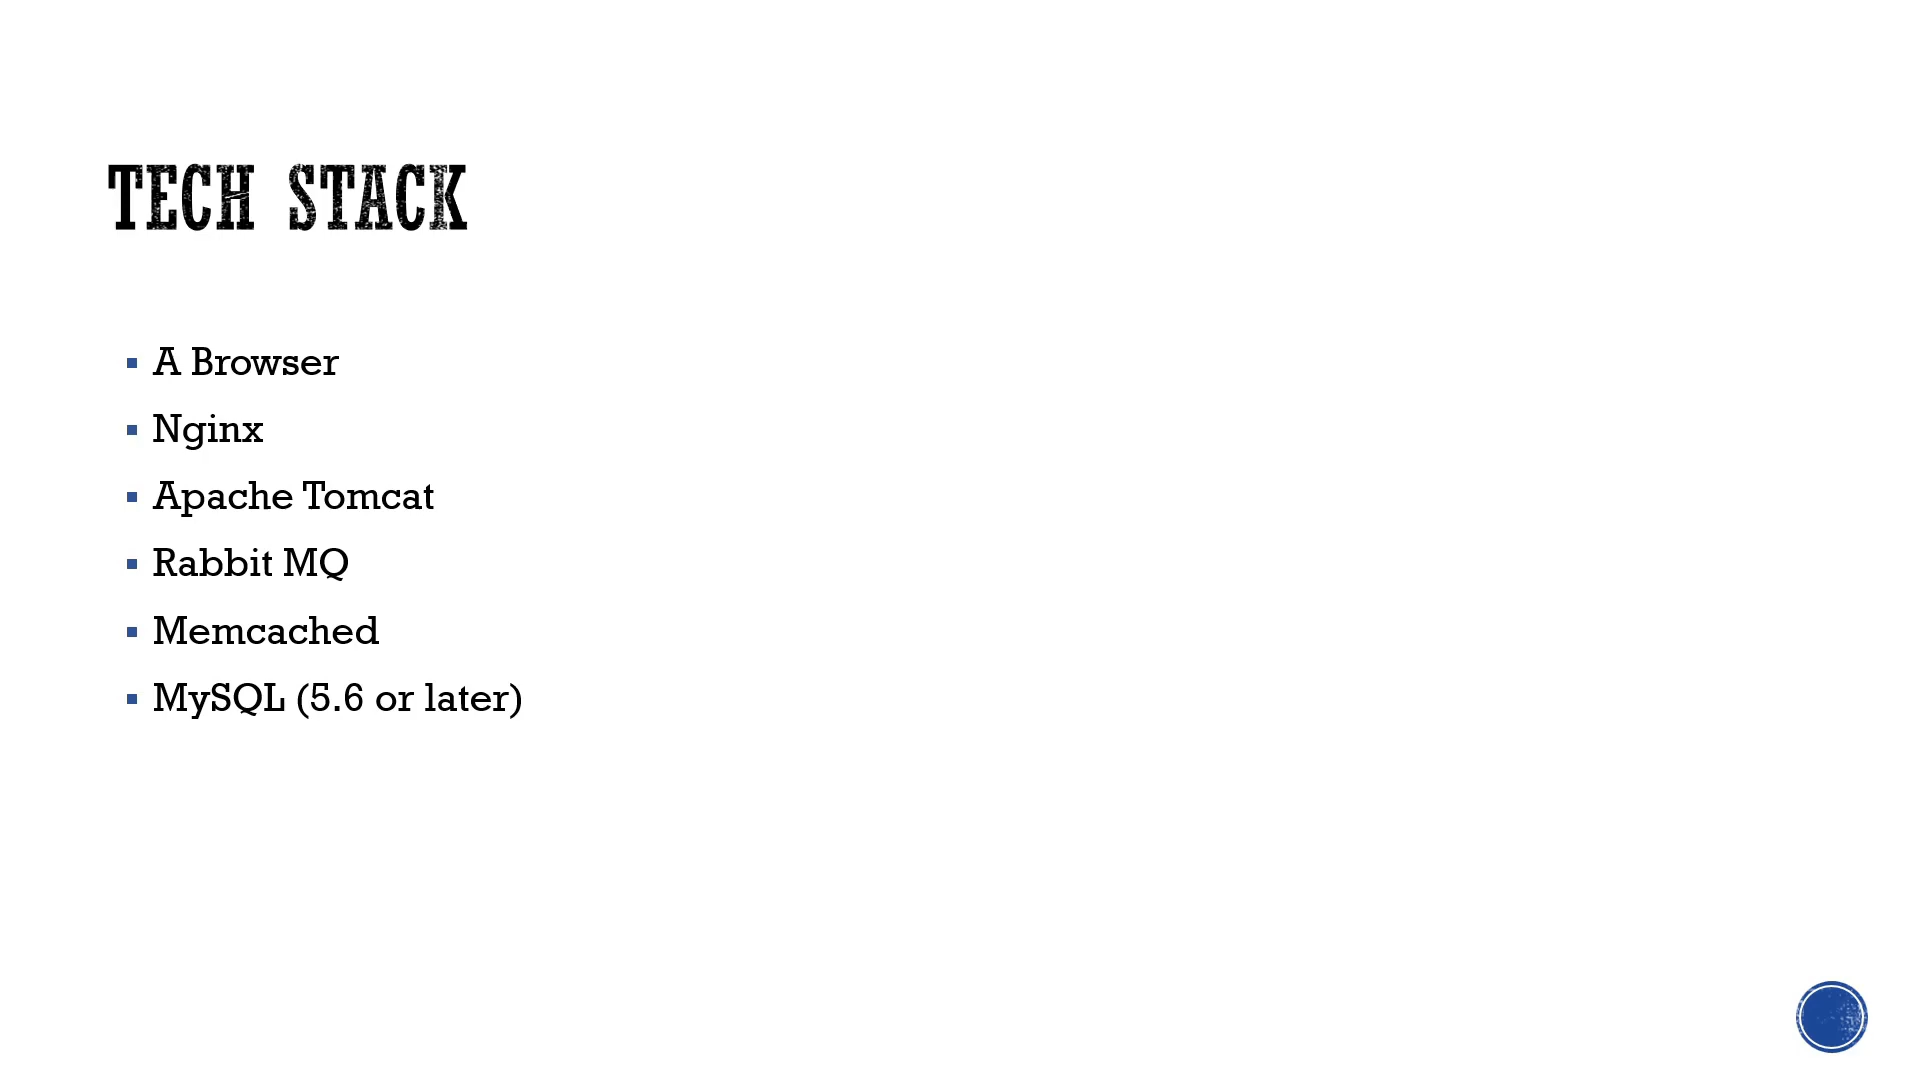 TECH STACK
▪ A Browser
▪ Nginx
▪ Apache Tomcat
▪ Rabbit MQ
▪ Memcached
▪ MySQL (5.6 or later)